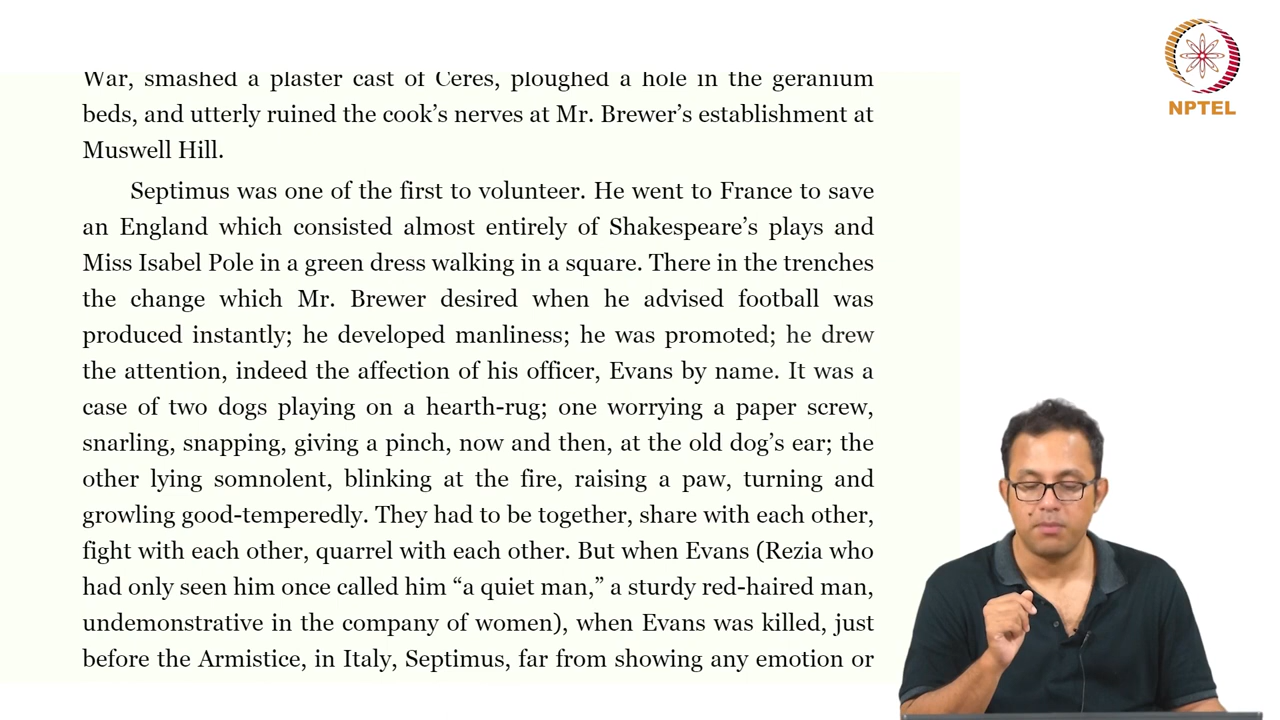 War, smashed a plaster cast of Ceres, ploughed a hole in the geranium
beds, and utterly ruined the cook’s nerves at Mr. Brewer’s establishment at
Muswell Hill.
Septimus was one of the first to volunteer. He went to France to save
an England which consisted almost entirely of Shakespeare’s plays and
Miss Isabel Pole in a green dress walking in a square. There in the trenches
the change which Mr. Brewer desired when he advised football was
produced instantly; he developed manliness; he was promoted; he drew
the attention, indeed the affection of his officer, Evans by name. It was a
case of two dogs playing on a hearth-rug; one worrying a paper screw,
snarling, snapping, giving a pinch, now and then, at the old dog’s ear; the
other lying somnolent, blinking at the fire, raising a paw, turning and
growling good-temperedly. They had to be together, share with each other,
fight with each other, quarrel with each other. But when Evans (Rezia who
had only seen him once called him “a quiet man,” a sturdy red-haired man,
undemonstrative in the company of women), when Evans was killed, just
before the Armistice, in Italy, Septimus, far from showing any emotion or
NPTEL